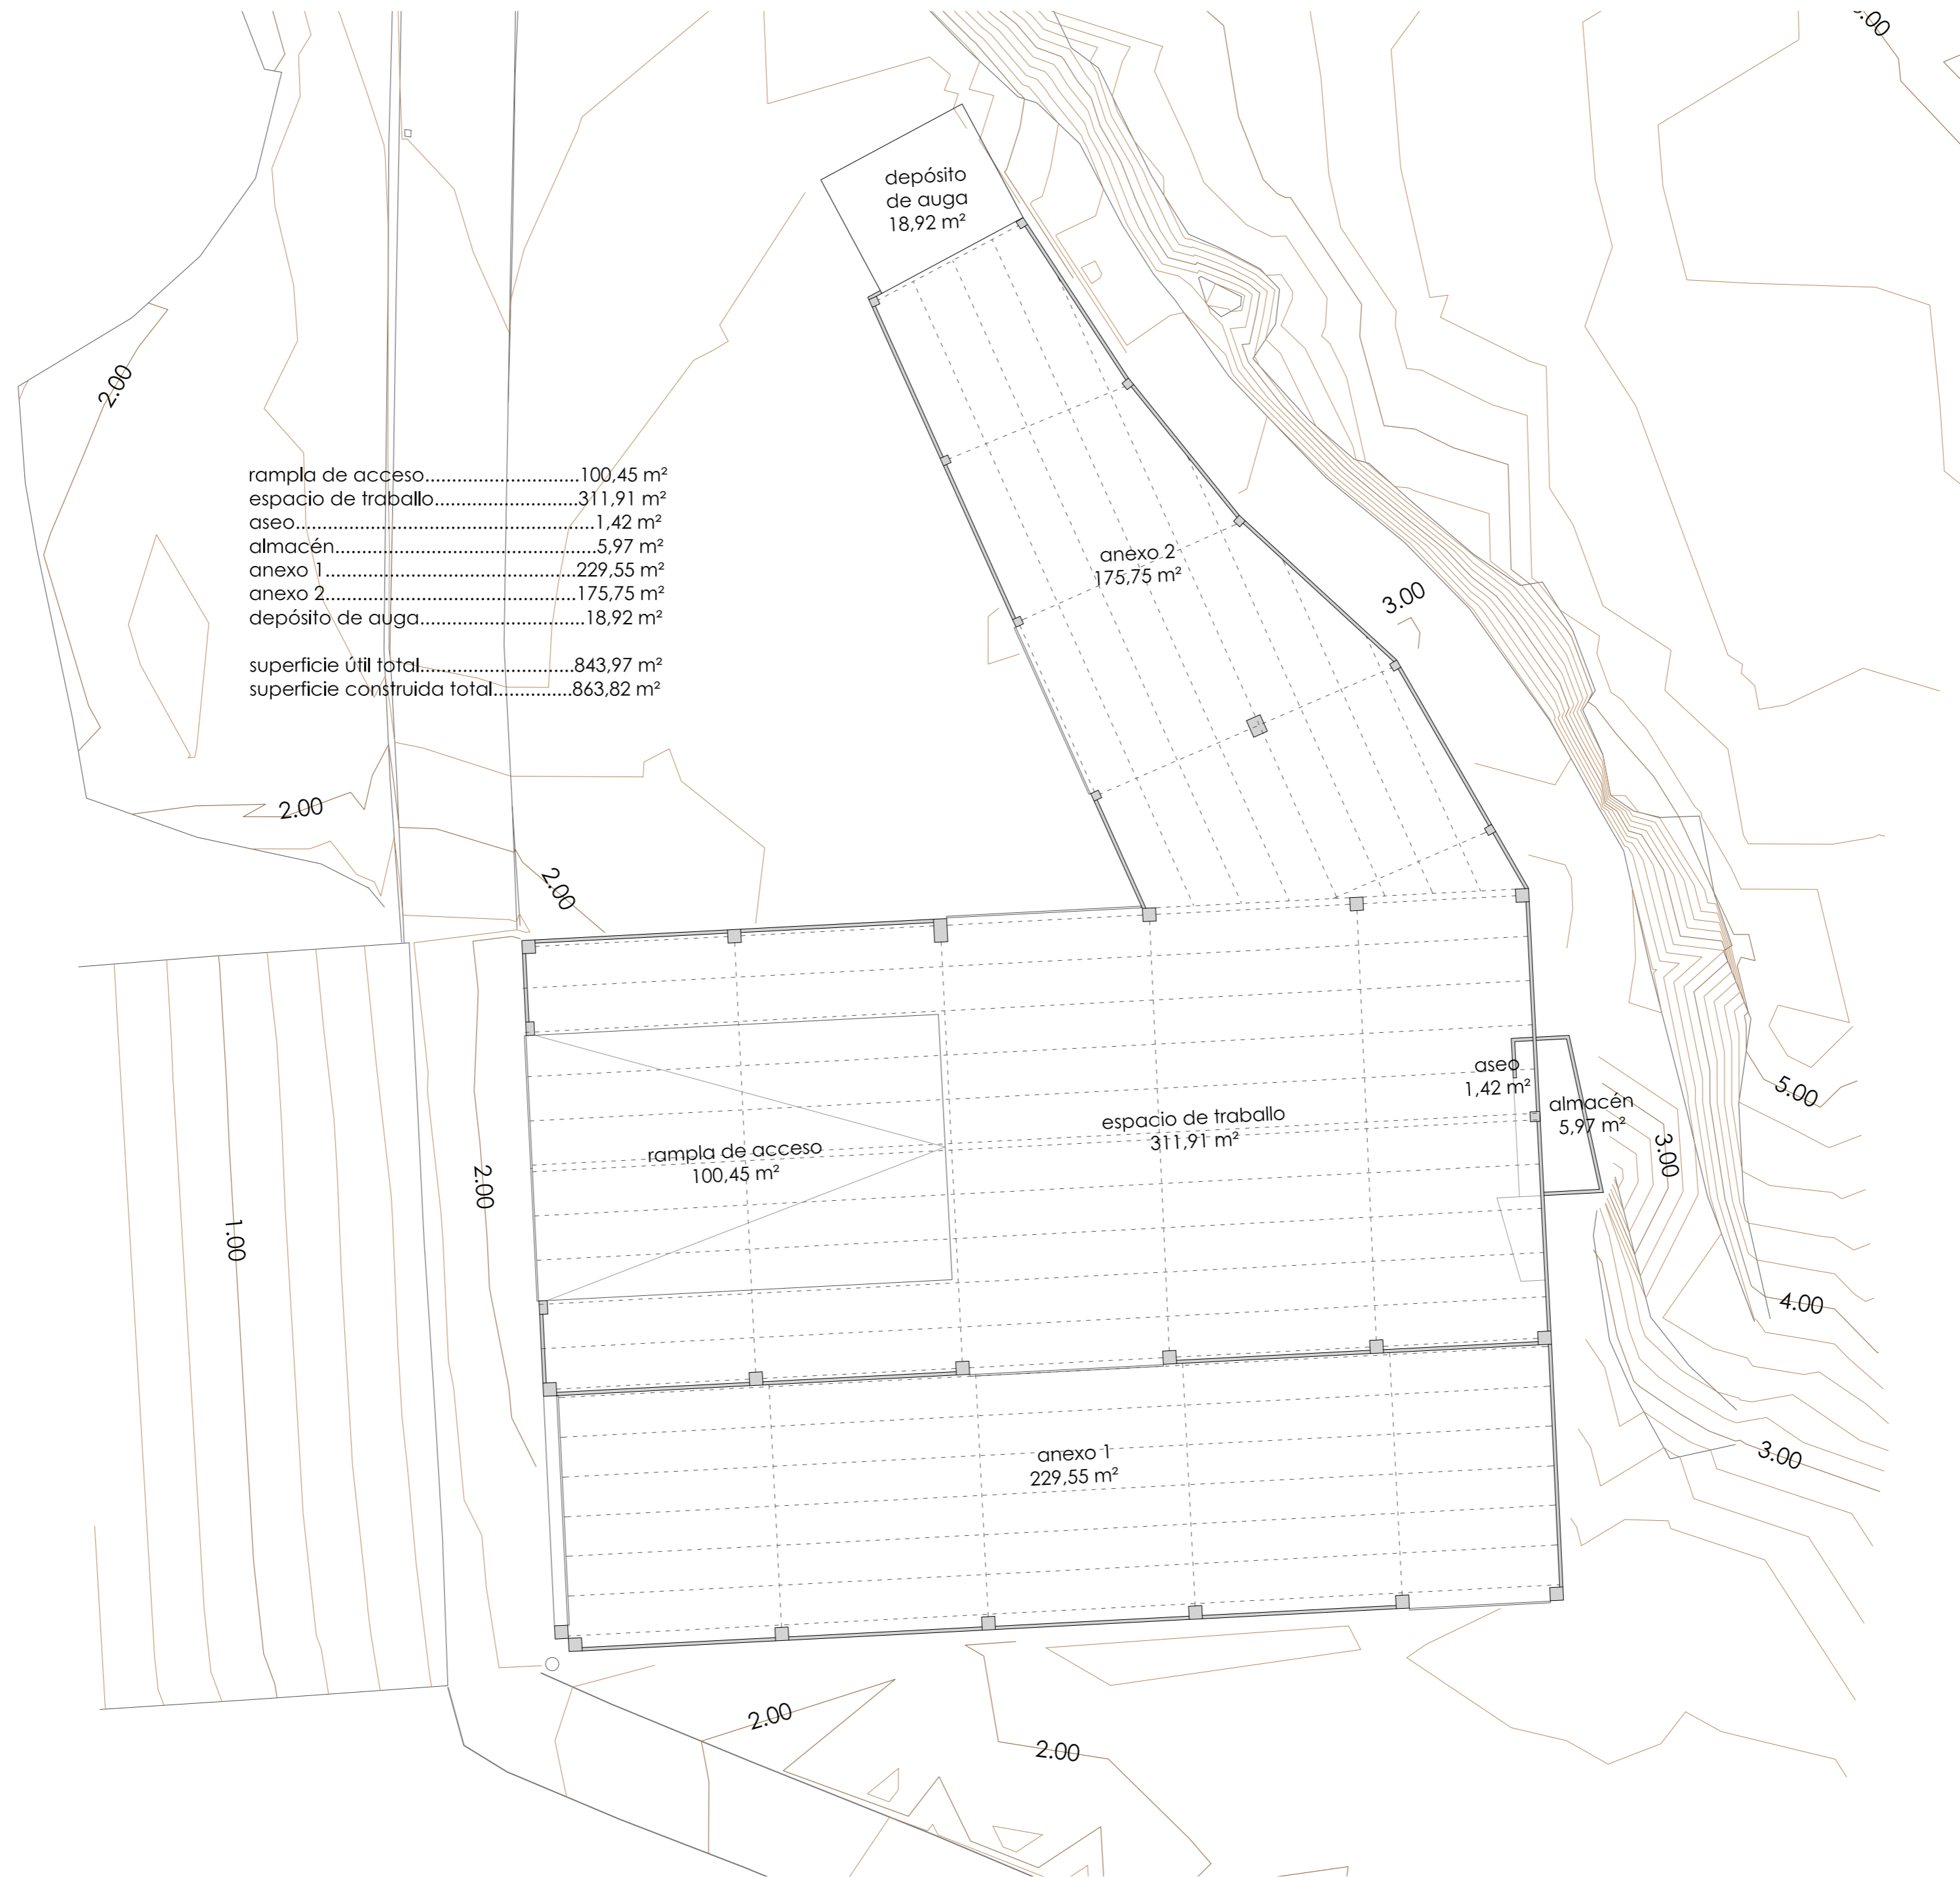 5.00
depósito
de auga
18,92 m²
2.00
rampla de acceso............................100,45 m²
espacio de traballo..........................311,91 m²
aseo......................................................1,42 m²
almacén...............................................5,97 m²
anexo 1.............................................229,55 m²
anexo 2.............................................175,75 m²
depósito de auga..............................18,92 m²
superficie útil total............................843,97 m²
superficie construida total..............863,82 m²
anexo 2
175,75 m²
3.00
2.00
2.00
aseo
1,42 m²
almacén
5,97 m²
5.00
espacio de traballo
311,91 m²
rampla de acceso
100,45 m²
3.00
2.00
1.00
4.00
anexo 1
229,55 m²
3.00
2.00
2.00